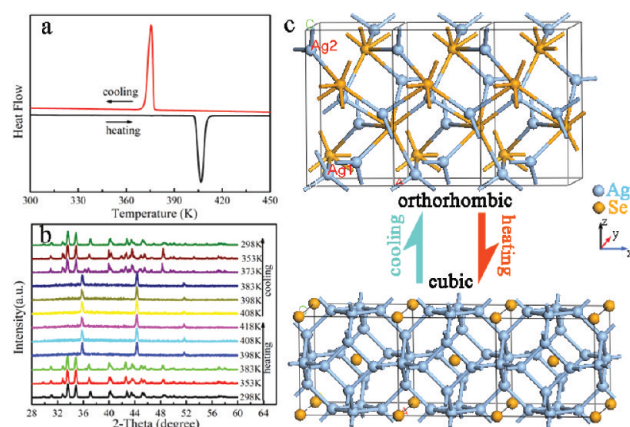 a
Heat Flow
cooling
heating
300 330 360 390 420 450
Temperature (K)
b
Intensity(a.u.)
298K
353K
373K
383K
398K
408K
418K
408K
398K
383K
353K
298K
cooling
heating
28 32 36 40 44 48 52 56 60 64
2-Theta (degree)
c
Ag2
Ag1
orthorhombic
cooling
heating
cubic
Ag
Se
z
y
x